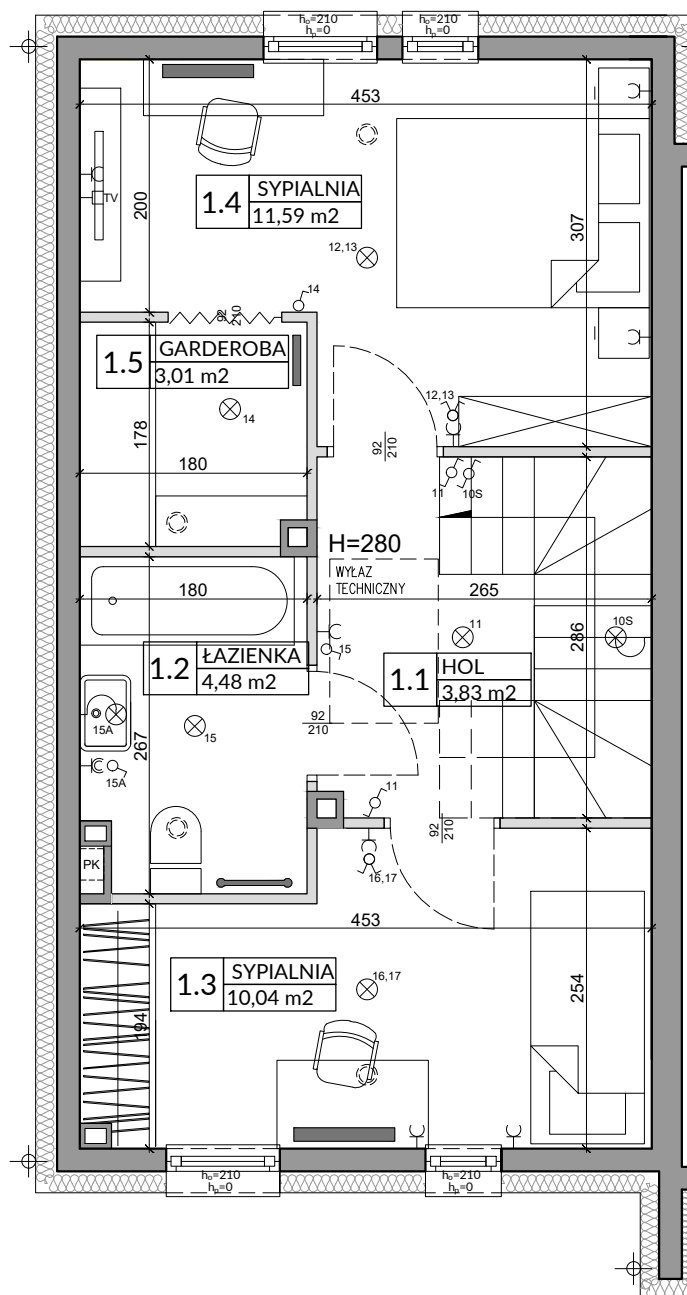 hₒ=210
hₚ=0
hₒ=210
hₚ=0
453
200
TV
1.4 SYPIALNIA
11,59 m2
307
12,13
14
92
210
1.5 GARDEROBA
3,01 m2
14
178
180
12,13
92
210
11
10S
H=280
WYŁAZ
TECHNICZNY
180
265
286
10S
11
15
1.2 ŁAZIENKA
4,48 m2
1.1 HOL
3,83 m2
15A
15
92
210
267
15A
11
92
210
PK
16,17
453
1.3 SYPIALNIA
10,04 m2
16,17
254
194
hₒ=210
hₚ=0
hₒ=210
hₚ=0